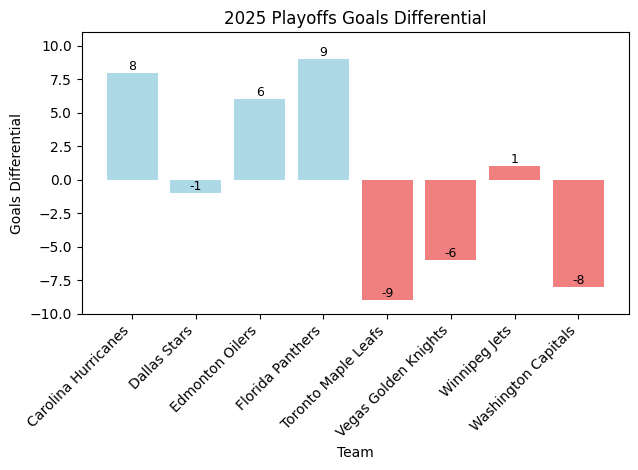 2025 Playoffs Goals Differential
Goals Differential
10.0
7.5
5.0
2.5
0.0
−2.5
−5.0
−7.5
−10.0
8
-1
6
9
-9
-6
1
-8
Carolina Hurricanes
Dallas Stars
Edmonton Oilers
Florida Panthers
Toronto Maple Leafs
Vegas Golden Knights
Winnipeg Jets
Washington Capitals
Team